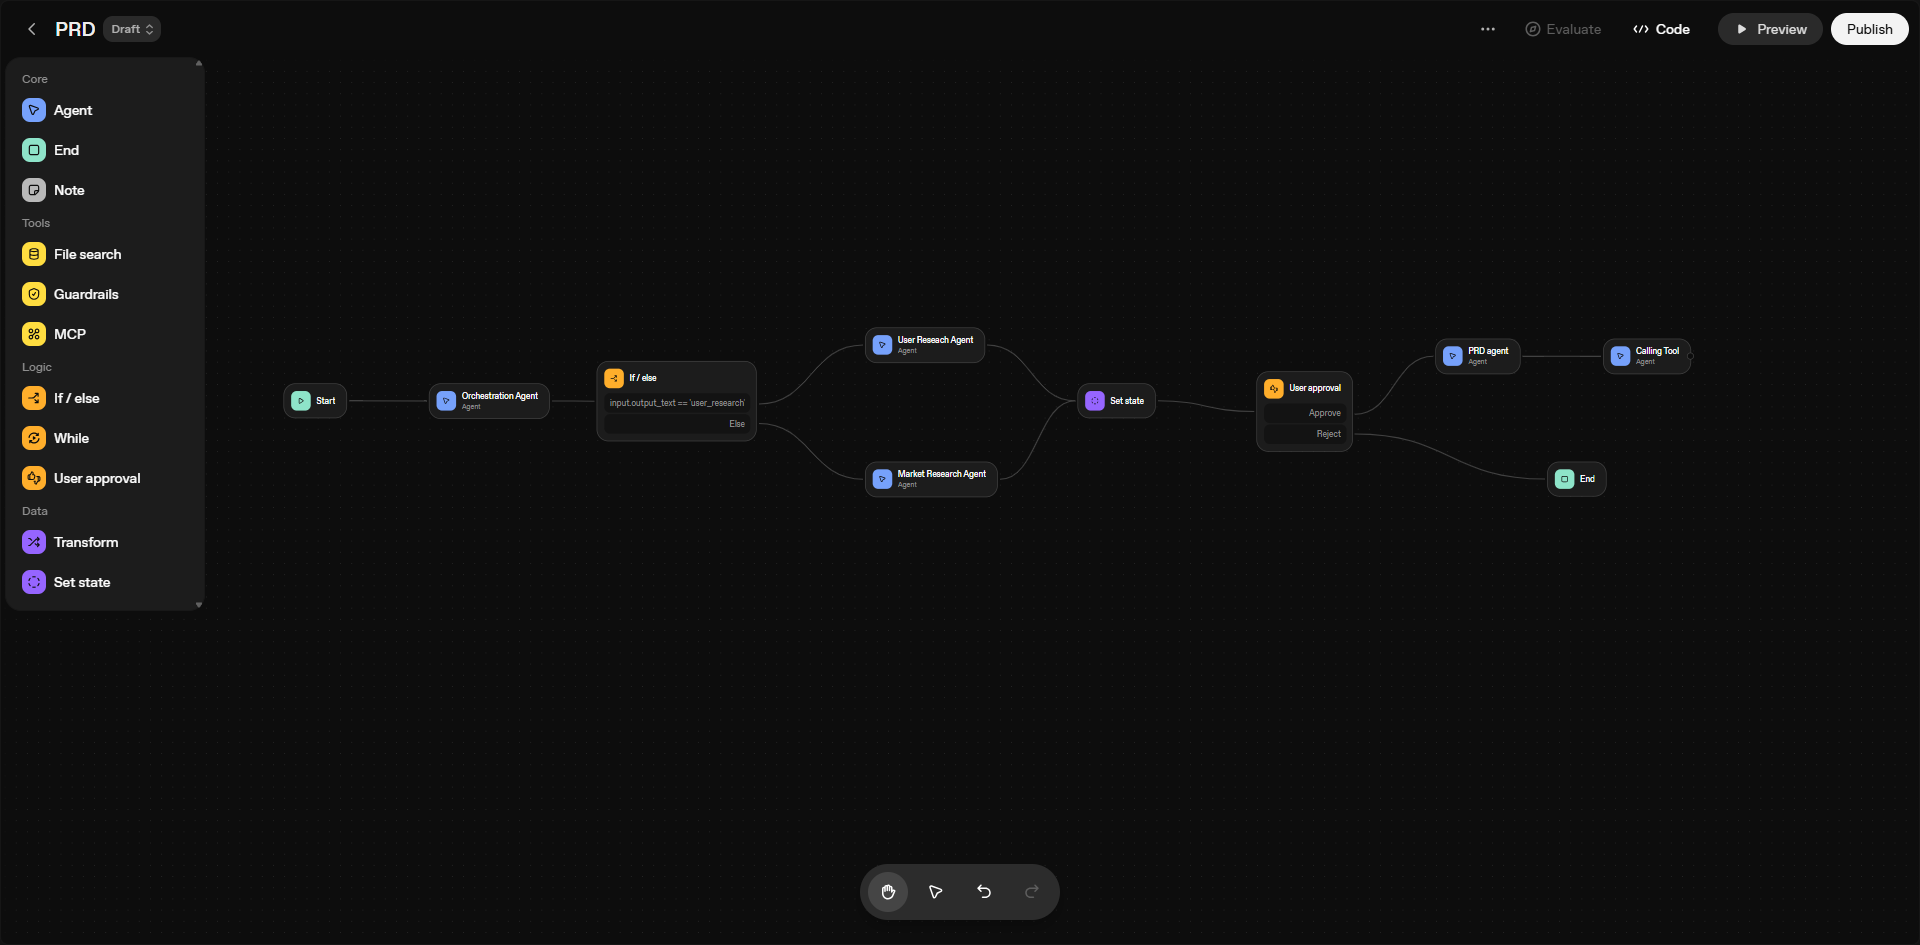 PRD
Draft
Evaluate
Code
Preview
Publish
Core
Agent
End
Note
Tools
File search
Guardrails
MCP
Logic
If / else
While
User approval
Data
Transform
Set state
Start
Orchestration Agent
Agent
If / else
input.output_text == 'user_research'
Else
User Reseach Agent
Agent
Market Research Agent
Agent
Set state
User approval
Approve
Reject
PRD agent
Agent
Calling Tool
Agent
End